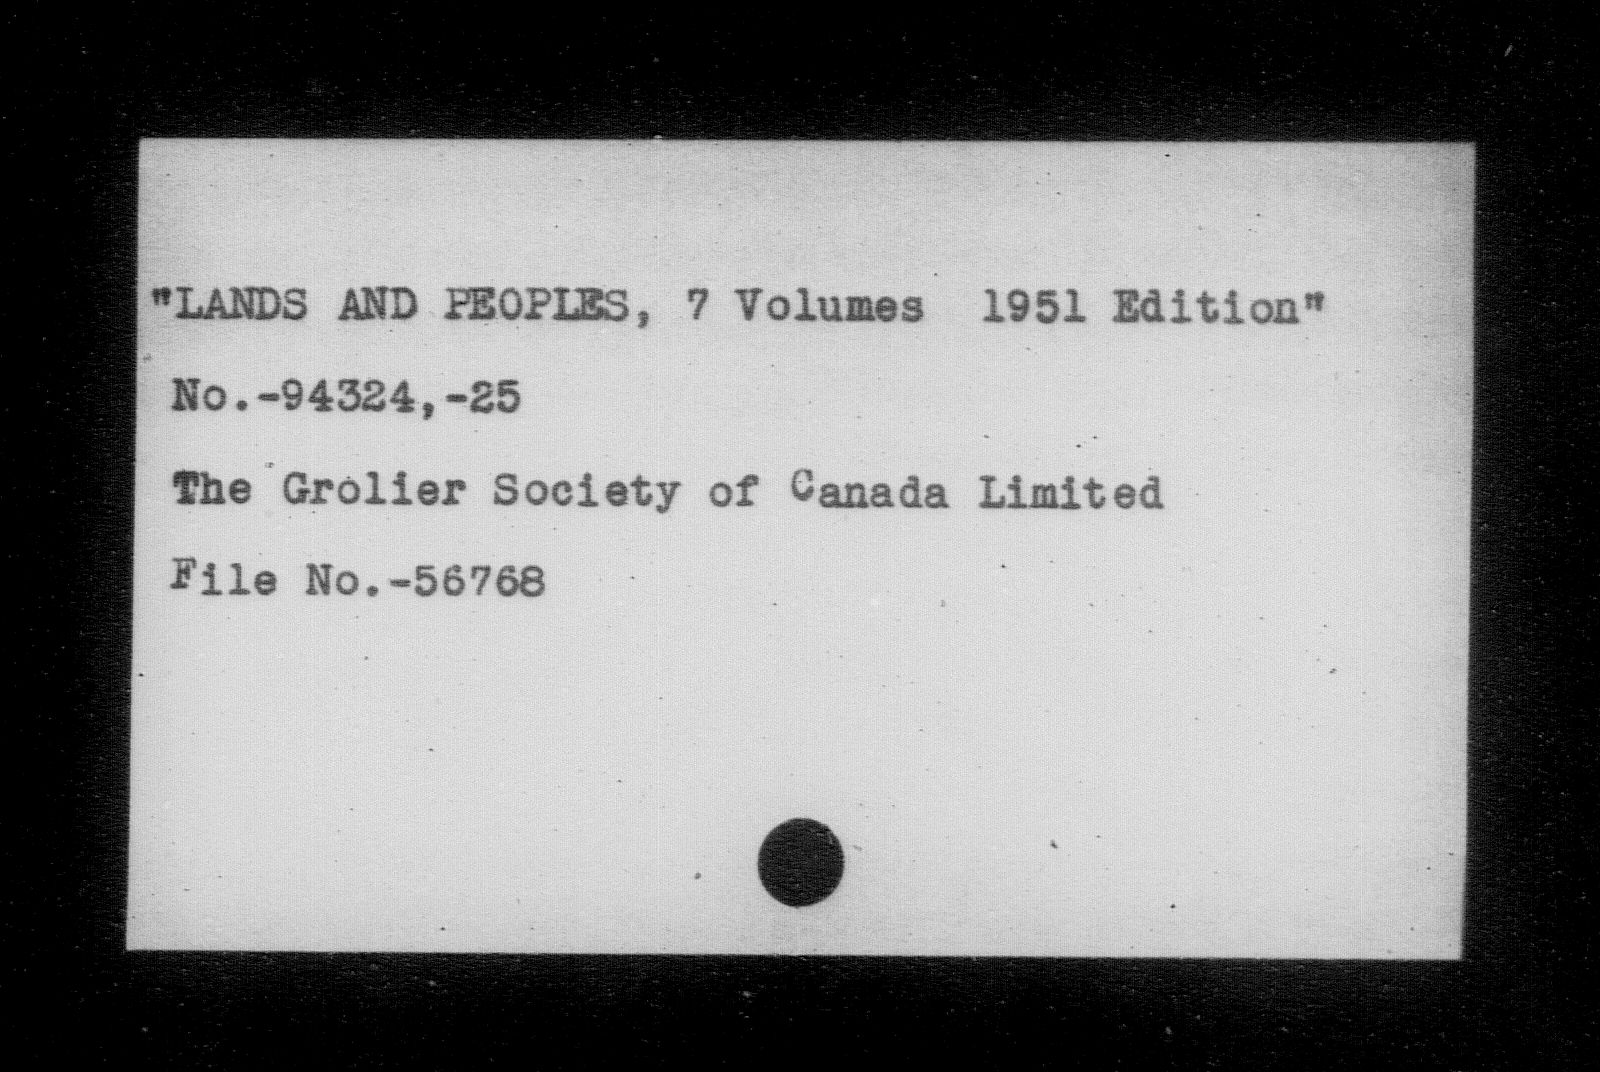 "LANDS AND PEOPLES, 7 Volumes 1951 Edition"
No.-94324,-25
The Grolier Society of Canada Limited
File No.-56768